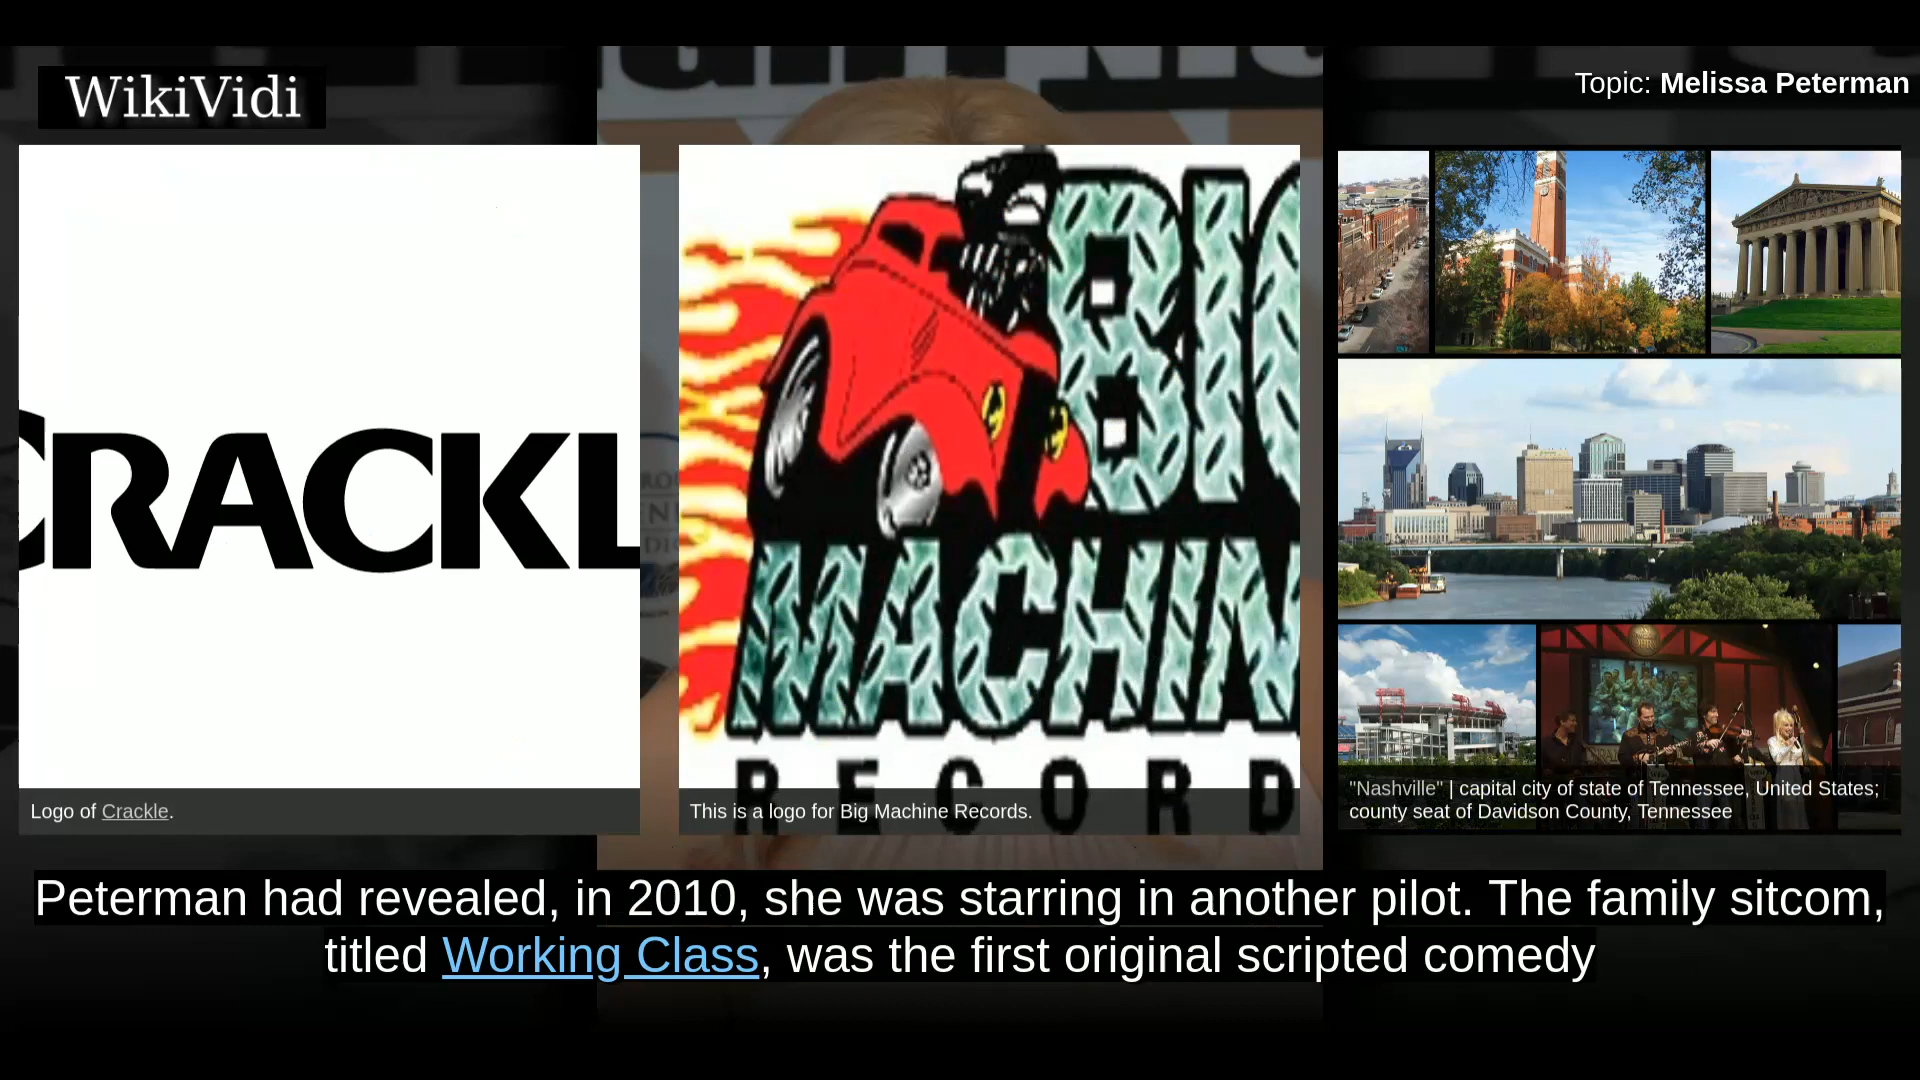 WikiVidi
Topic: Melissa Peterman
CRACKL
BIG
MACHIN
RECORD
Logo of Crackle.
This is a logo for Big Machine Records.
"Nashville" | capital city of state of Tennessee, United States;
county seat of Davidson County, Tennessee
Peterman had revealed, in 2010, she was starring in another pilot. The family sitcom,
titled Working Class, was the first original scripted comedy